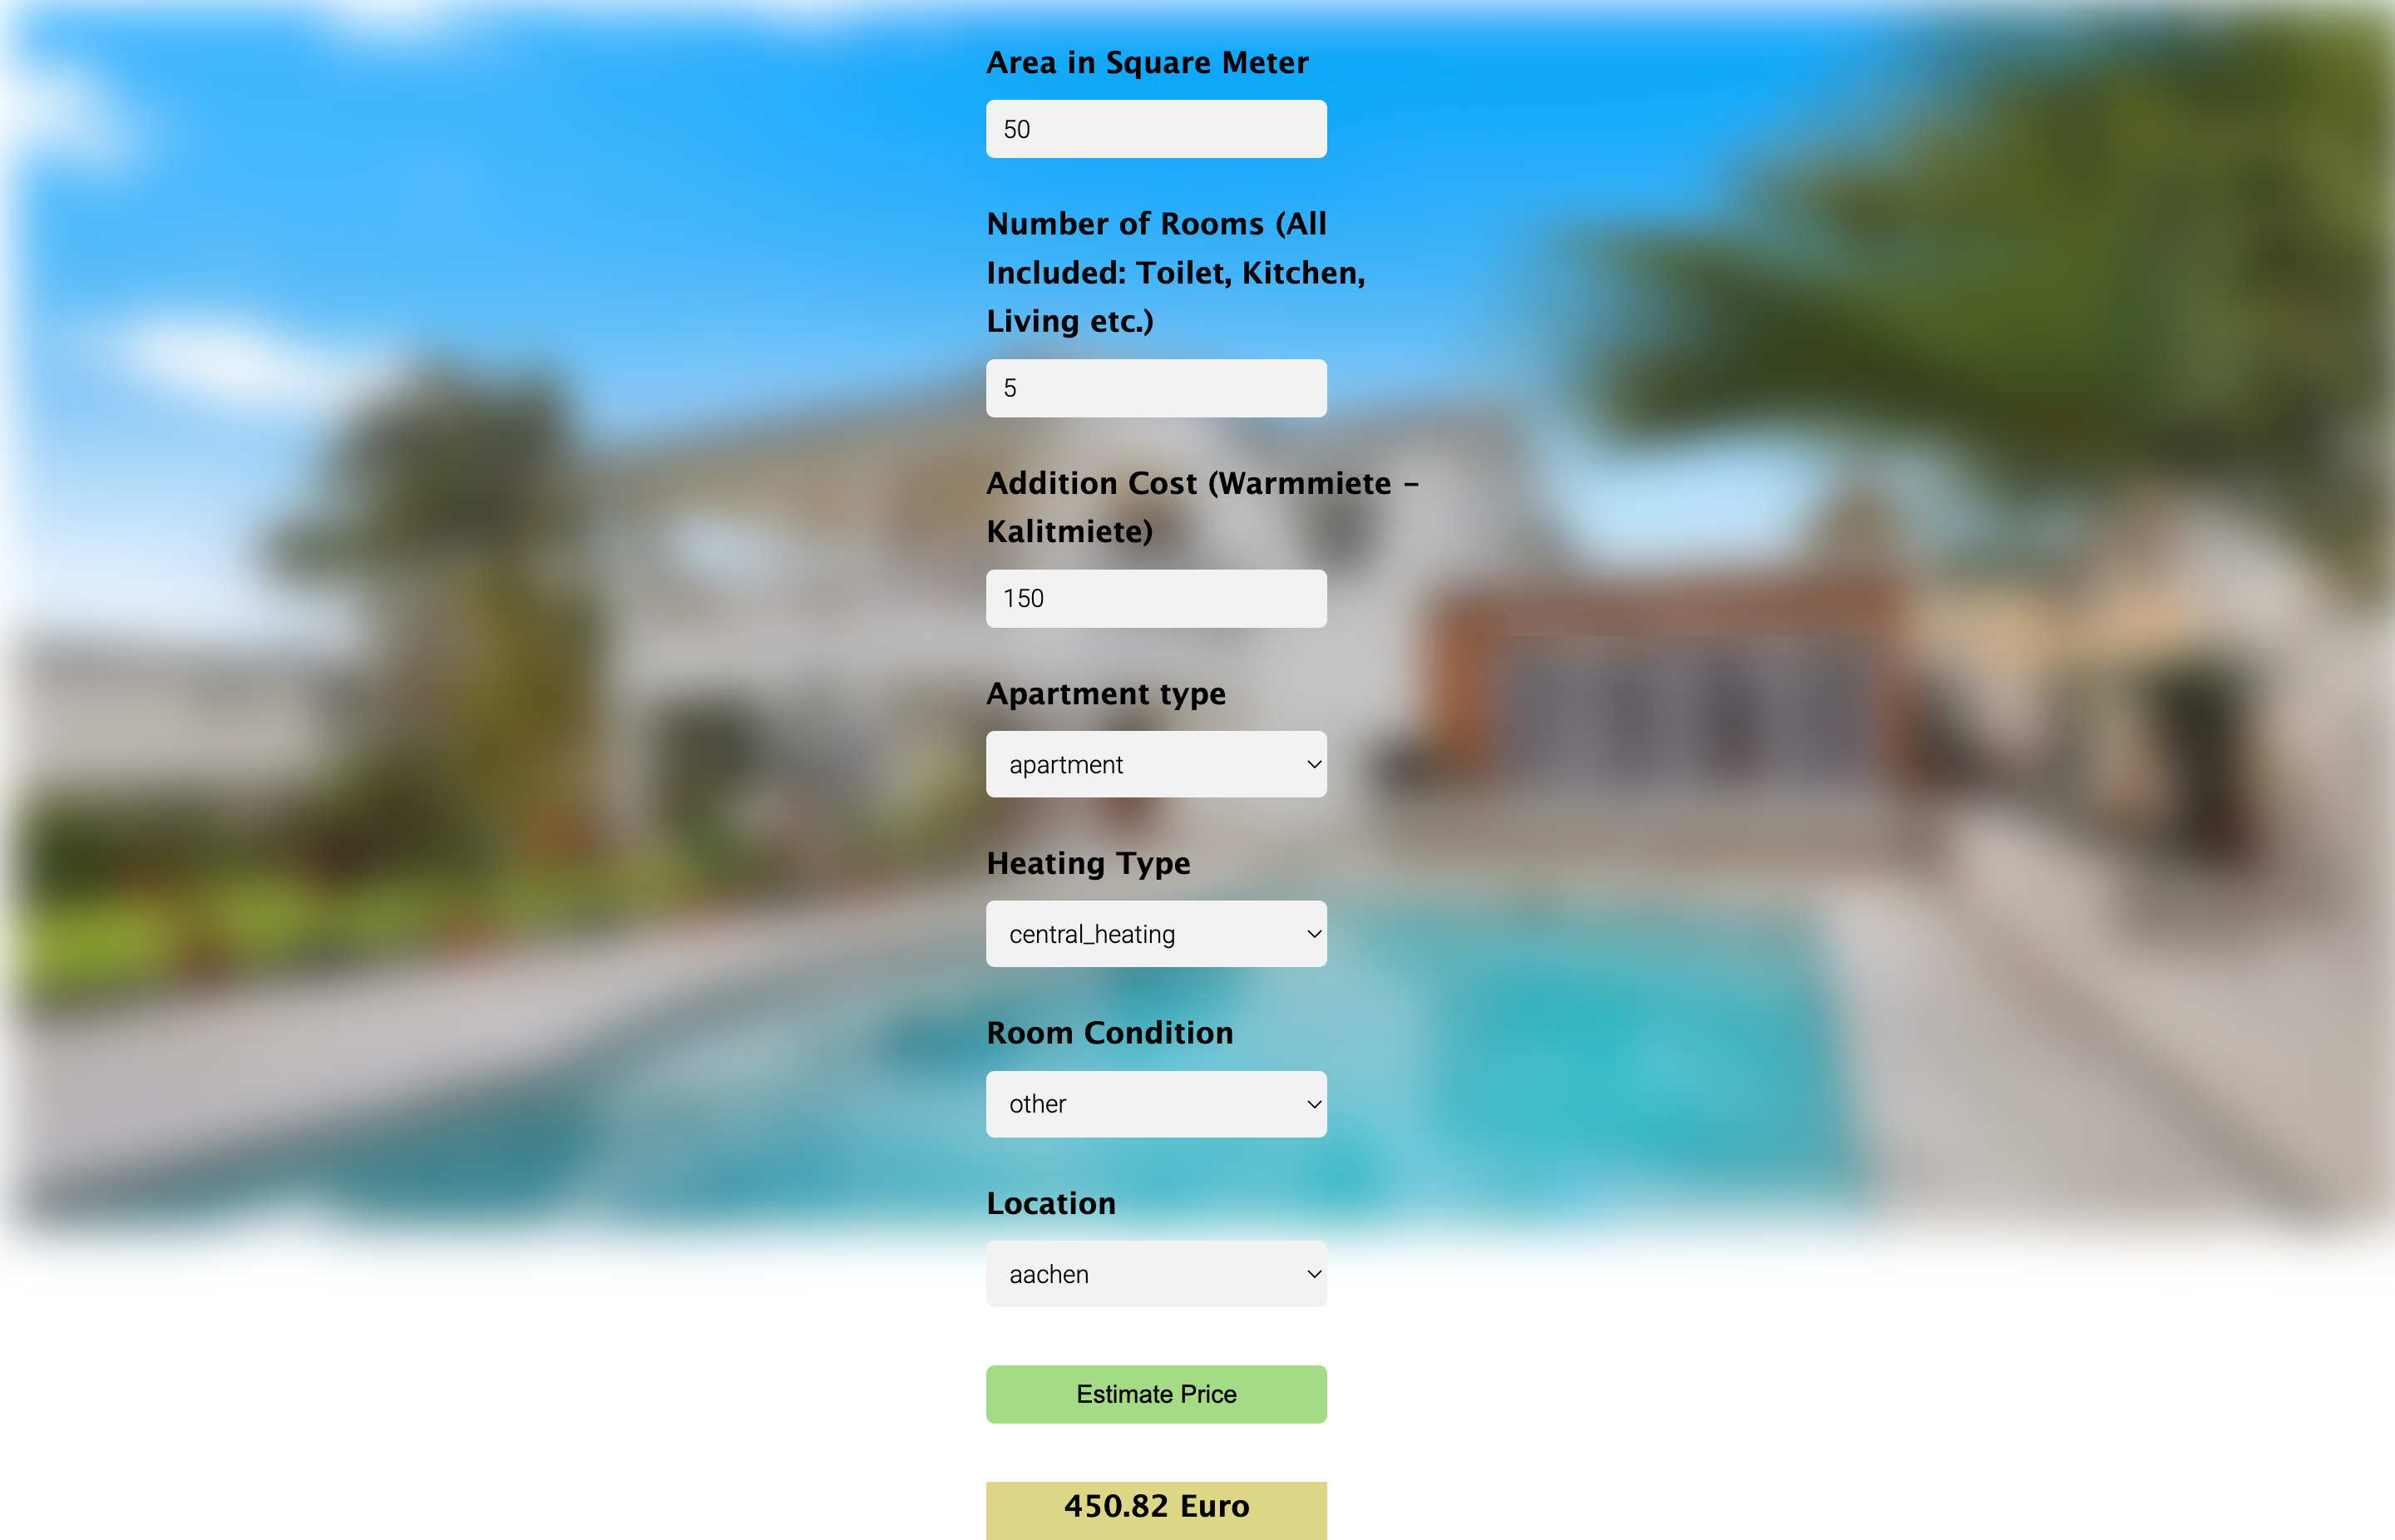 Area in Square Meter
50
Number of Rooms (All
Included: Toilet, Kitchen,
Living etc.)
5
Addition Cost (Warmmiete -
Kalitmiete)
150
Apartment type
apartment
Heating Type
central_heating
Room Condition
other
Location
aachen
Estimate Price
450.82 Euro